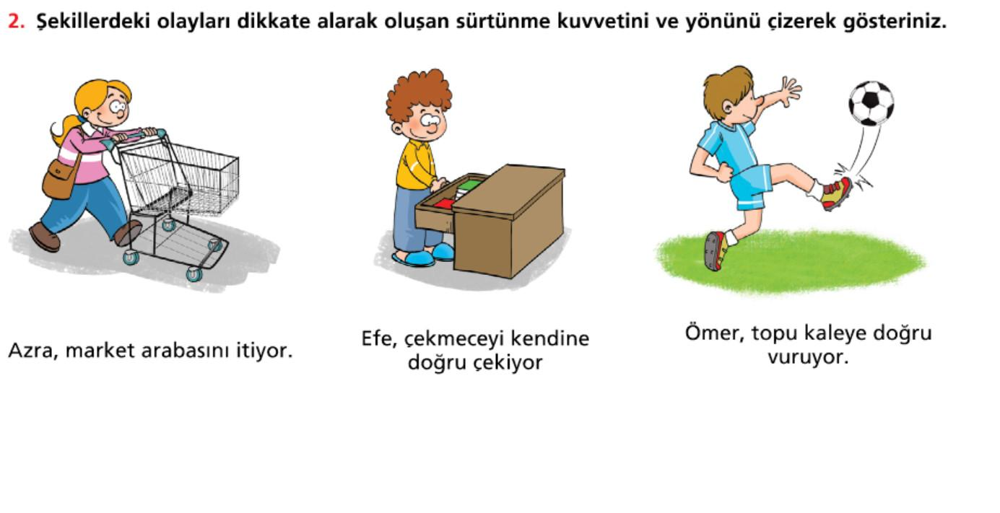 2. Şekillerdeki olayları dikkate alarak oluşan sürtünme kuvvetini ve yönünü çizerek gösteriniz.
Azra, market arabasını itiyor.
Efe, çekmeceyi kendine
doğru çekiyor
Ömer, topu kaleye doğru
vuruyor.